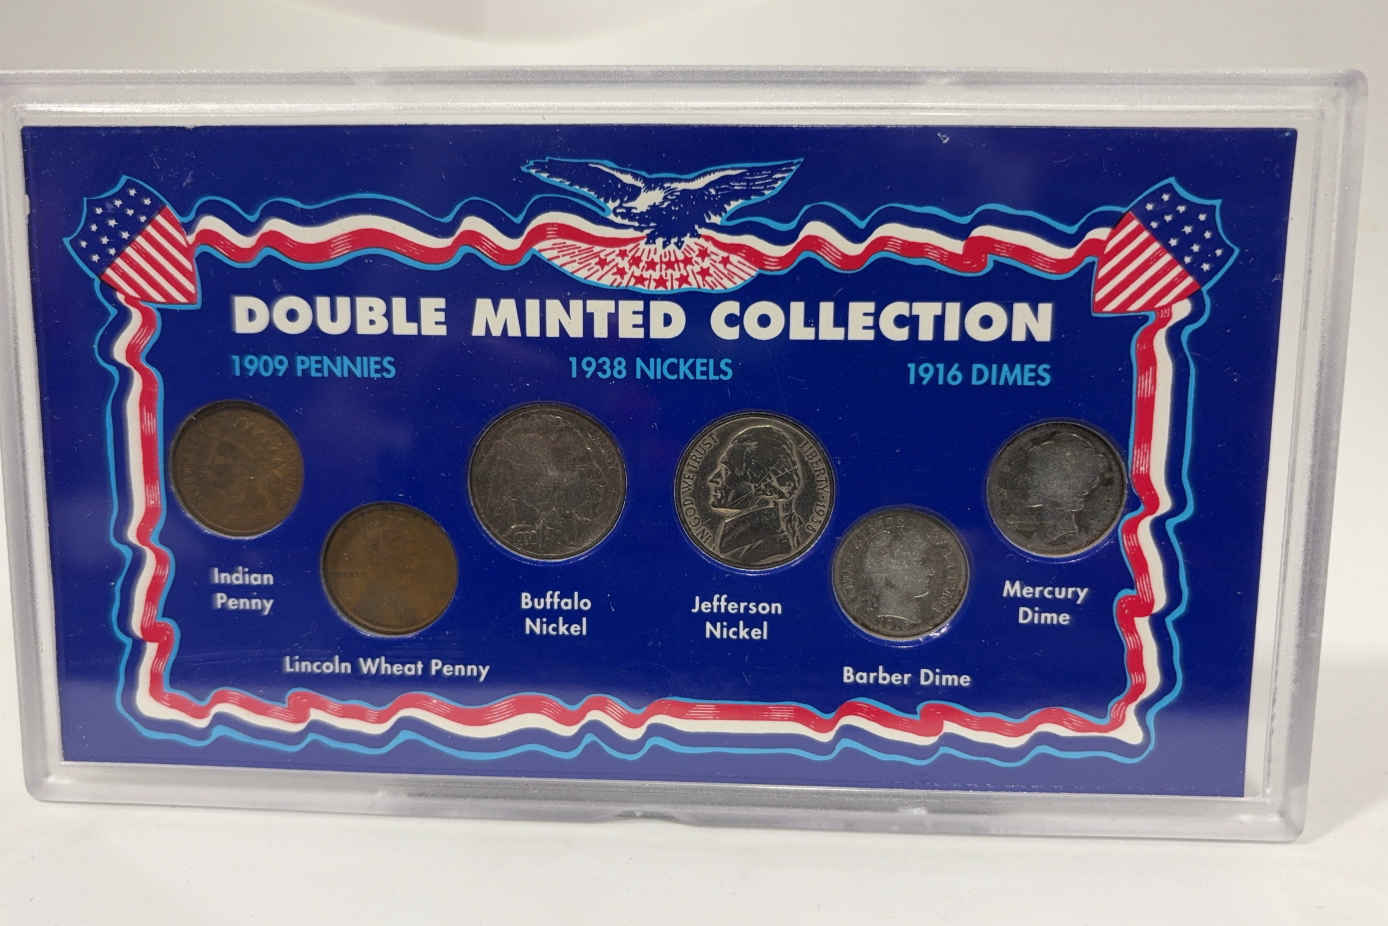 DOUBLE MINTED COLLECTION
1909 PENNIES
1938 NICKELS
1916 DIMES
IN GOD WE TRUST
LIBERTY 1938
Indian
Penny
Lincoln Wheat Penny
Buffalo
Nickel
Jefferson
Nickel
Barber Dime
Mercury
Dime